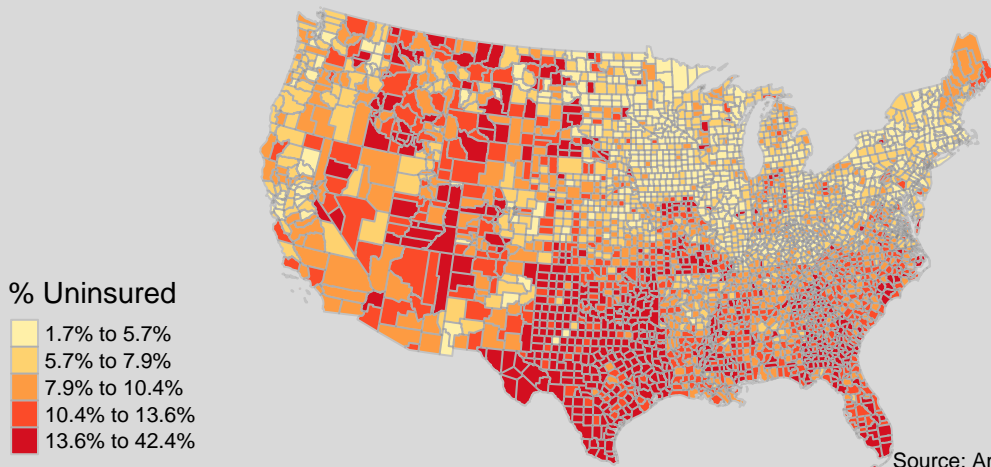 % Uninsured
1.7% to 5.7%
5.7% to 7.9%
7.9% to 10.4%
10.4% to 13.6%
13.6% to 42.4%
Source: